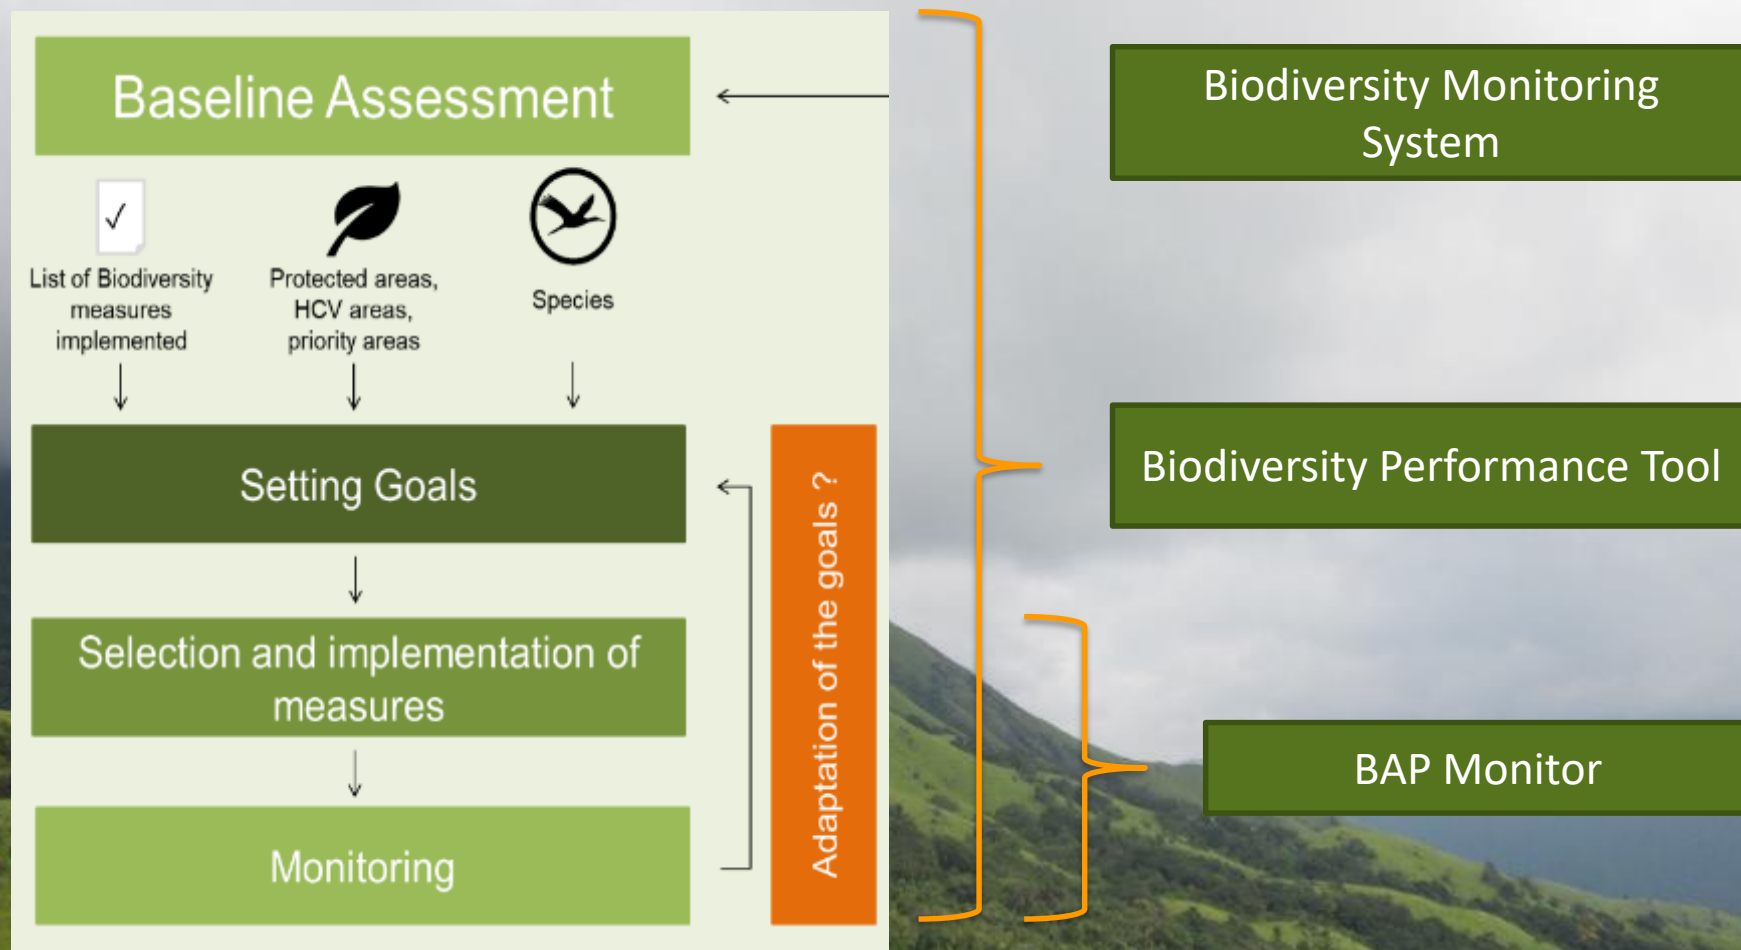 Baseline Assessment
List of Biodiversity
measures
implemented
Protected areas,
HCV areas,
priority areas
Species
Setting Goals
Selection and implementation of
measures
Monitoring
Adaptation of the goals ?
Biodiversity Monitoring
System
Biodiversity Performance Tool
BAP Monitor